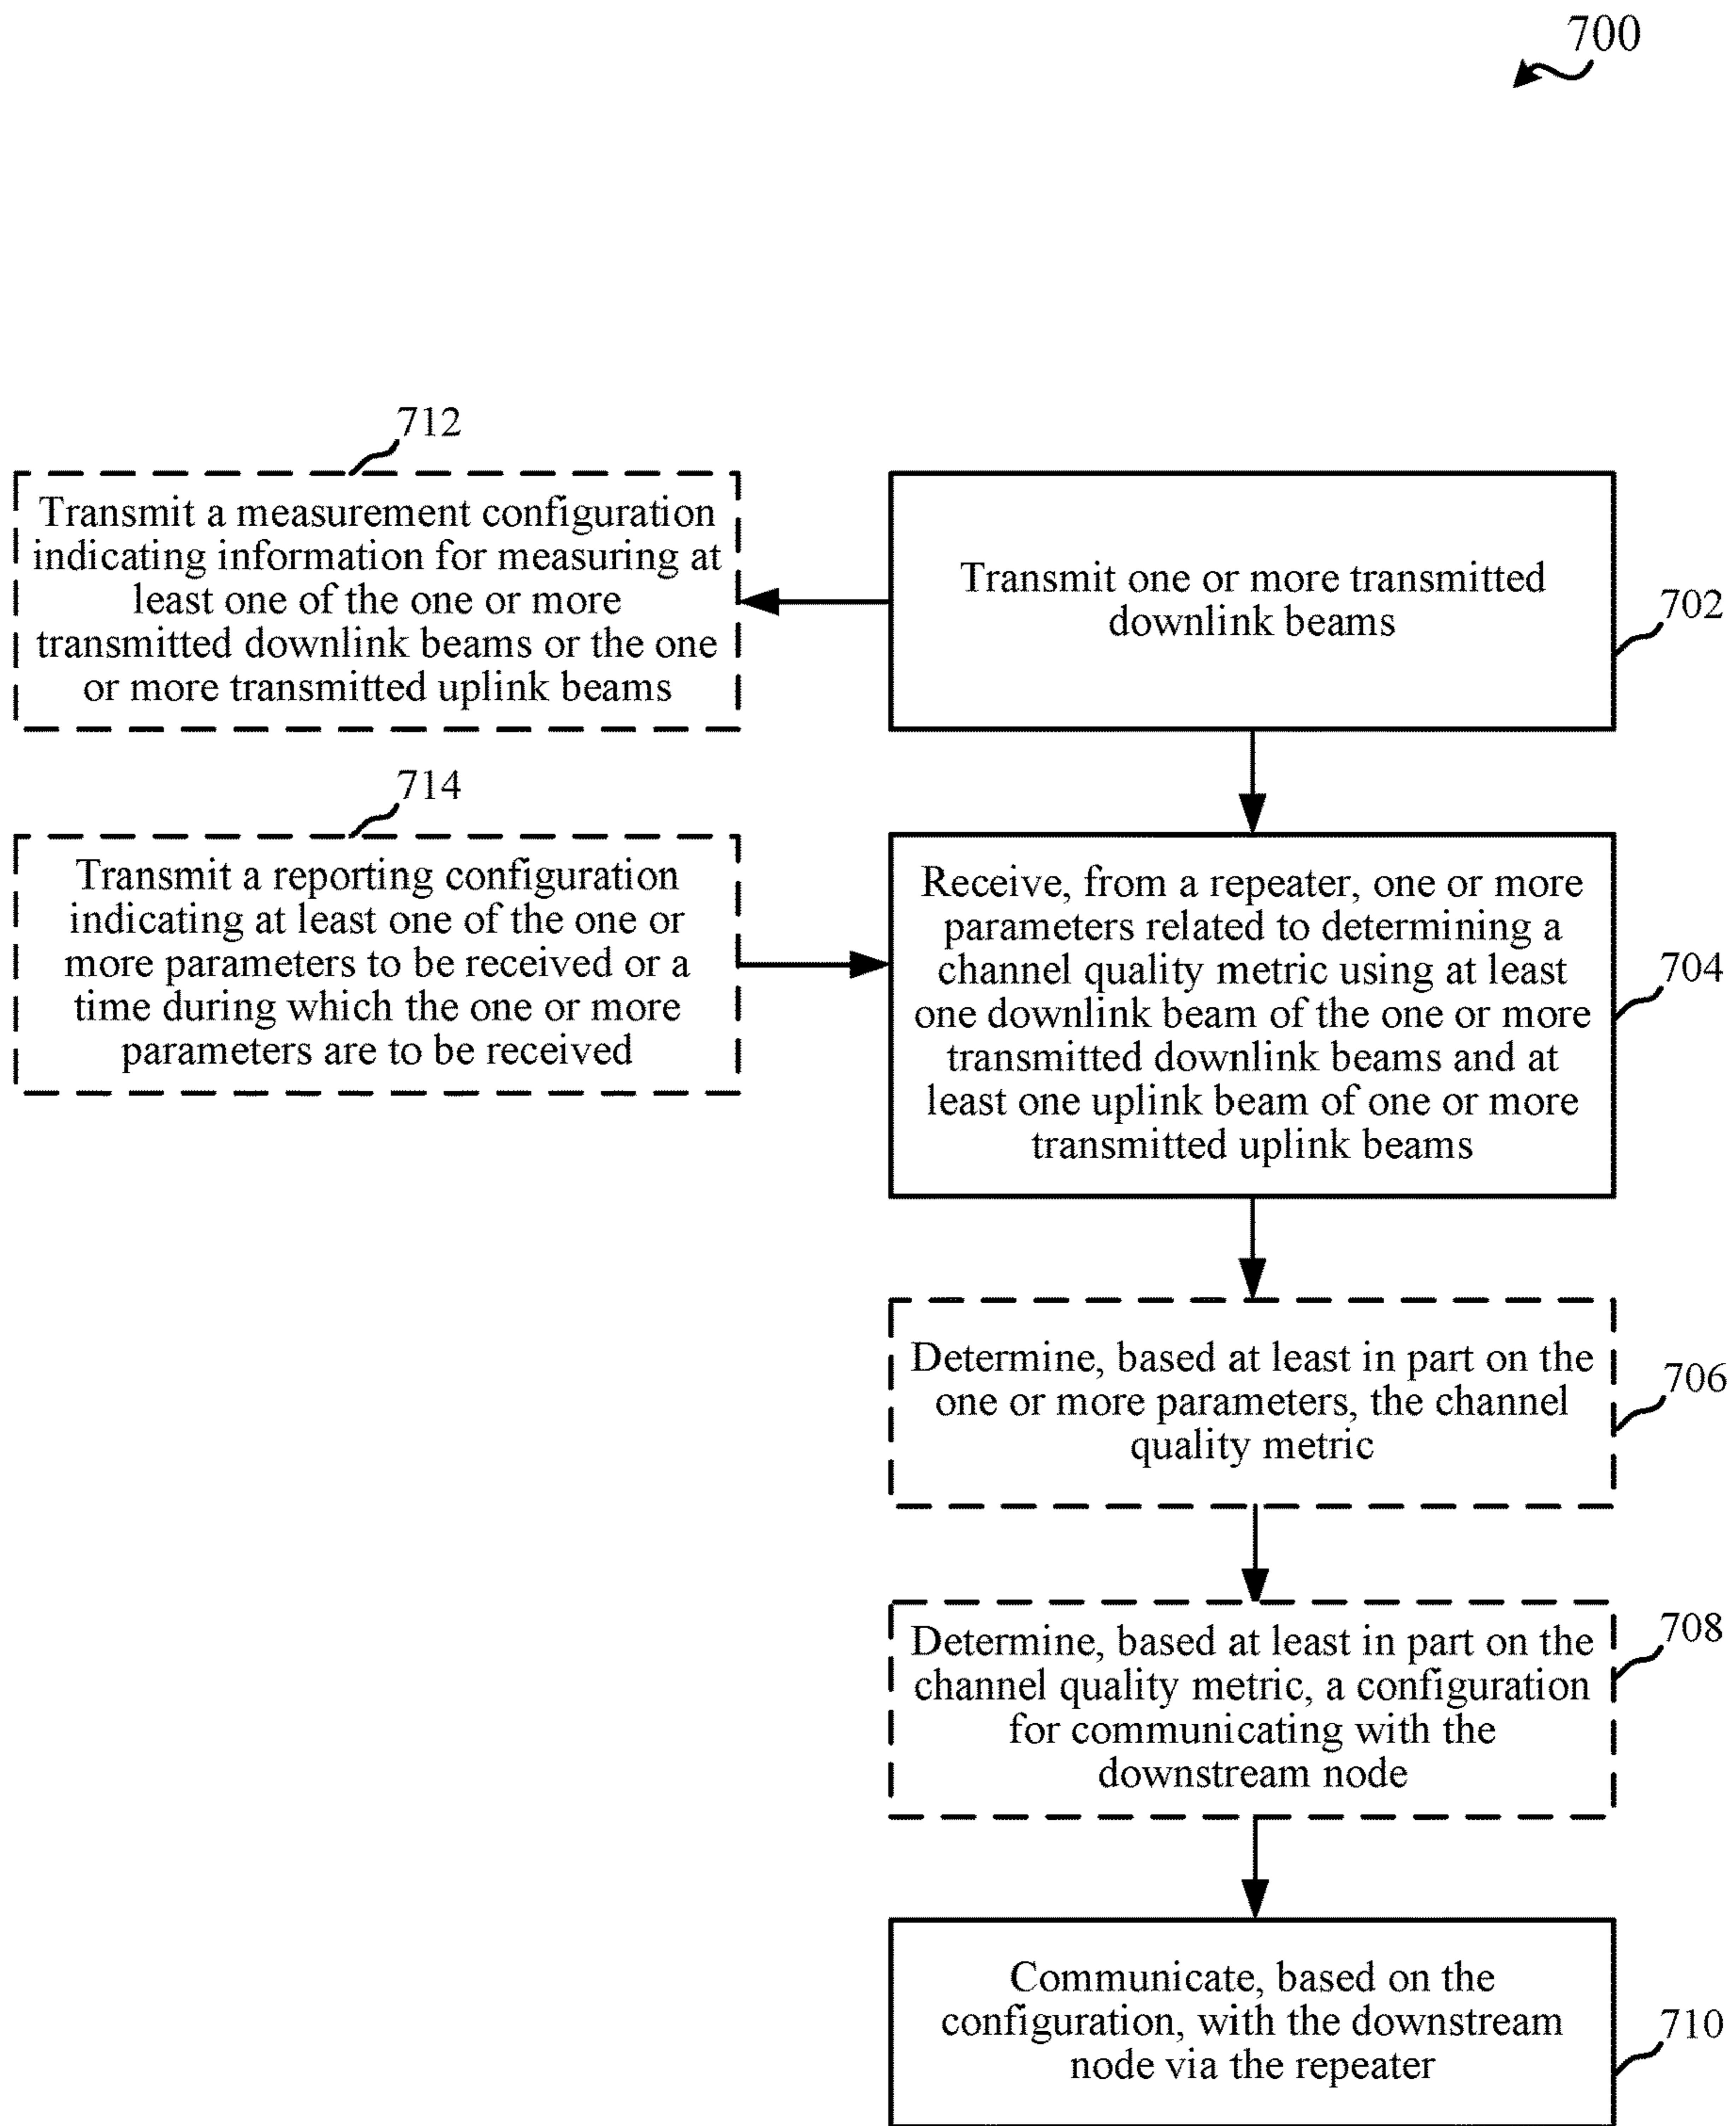 700
712
Transmit a measurement configuration
indicating information for measuring at
least one of the one or more
transmitted downlink beams or the one
or more transmitted uplink beams
Transmit one or more transmitted
downlink beams
702
714
Transmit a reporting configuration
indicating at least one of the one or
more parameters to be received or a
time during which the one or more
parameters are to be received
Receive, from a repeater, one or more
parameters related to determining a
channel quality metric using at least
one downlink beam of the one or more
transmitted downlink beams and at
least one uplink beam of one or more
transmitted uplink beams
704
Determine, based at least in part on the
one or more parameters, the channel
quality metric
706
Determine, based at least in part on the
channel quality metric, a configuration
for communicating with the
downstream node
708
Communicate, based on the
configuration, with the downstream
node via the repeater
710